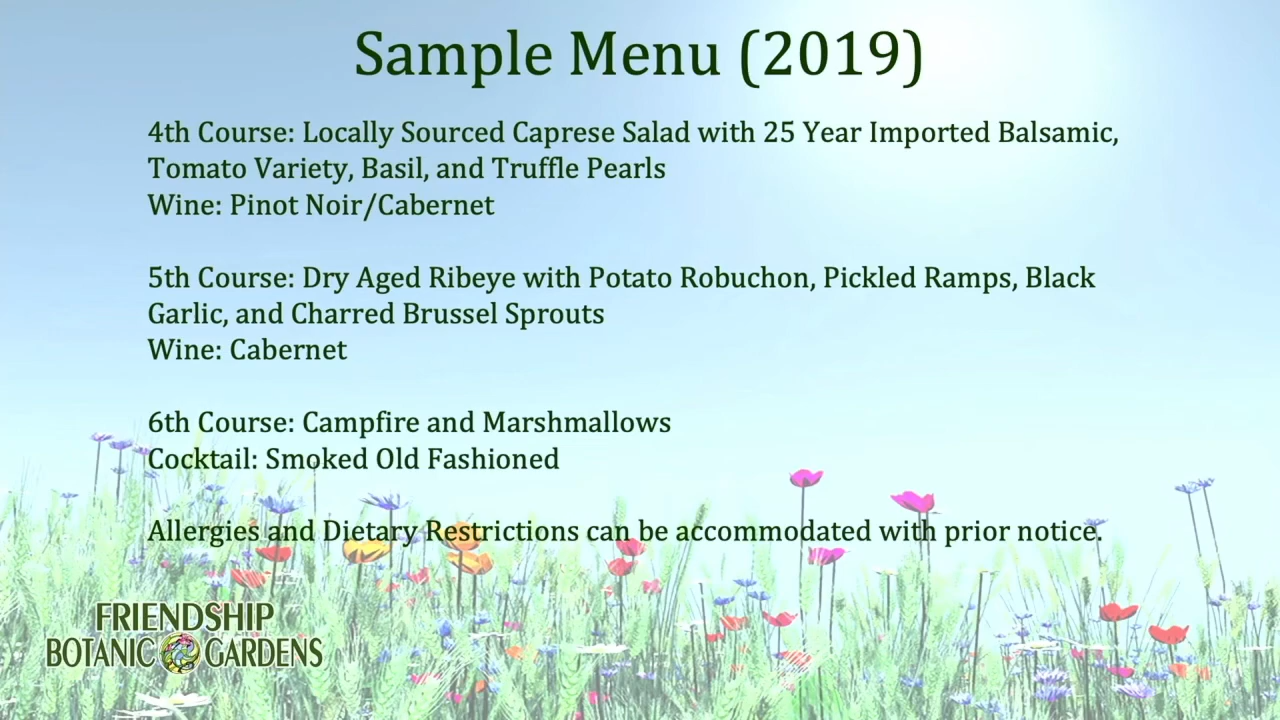 Sample Menu (2019)
4th Course: Locally Sourced Caprese Salad with 25 Year Imported Balsamic,
Tomato Variety, Basil, and Truffle Pearls
Wine: Pinot Noir/Cabernet
5th Course: Dry Aged Ribeye with Potato Robuchon, Pickled Ramps, Black
Garlic, and Charred Brussel Sprouts
Wine: Cabernet
6th Course: Campfire and Marshmallows
Cocktail: Smoked Old Fashioned
Allergies and Dietary Restrictions can be accommodated with prior notice.
FRIENDSHIP
BOTANIC GARDENS